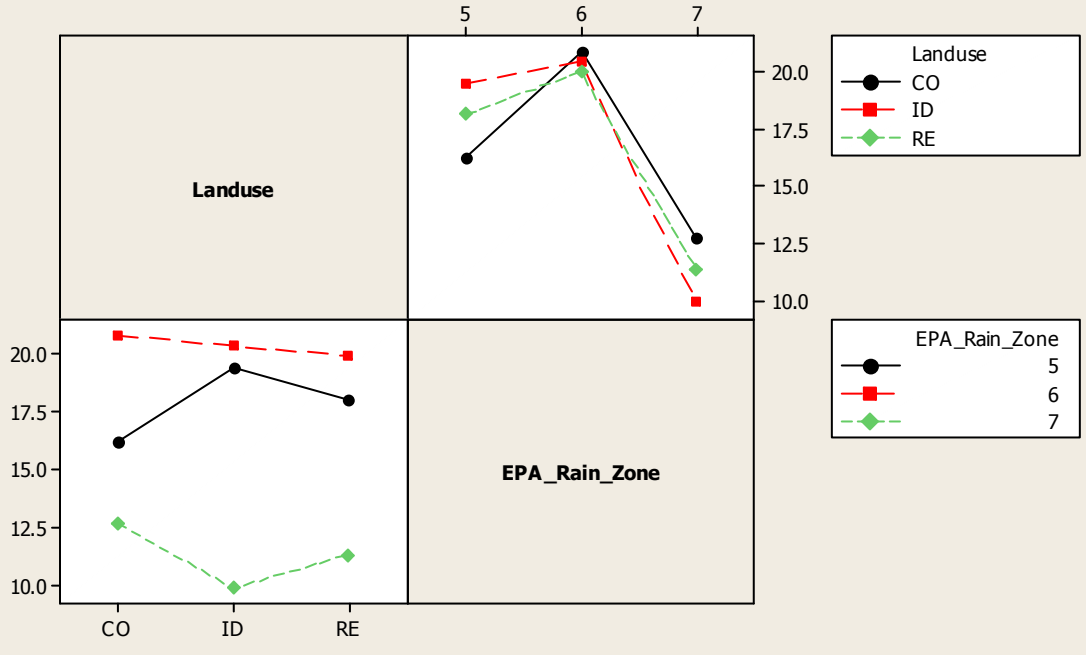 5 6 7
Landuse
20.0
17.5
15.0
12.5
10.0
Landuse
CO
ID
RE
20.0
17.5
15.0
12.5
10.0
EPA_Rain_Zone
CO ID RE
EPA_Rain_Zone
5
6
7